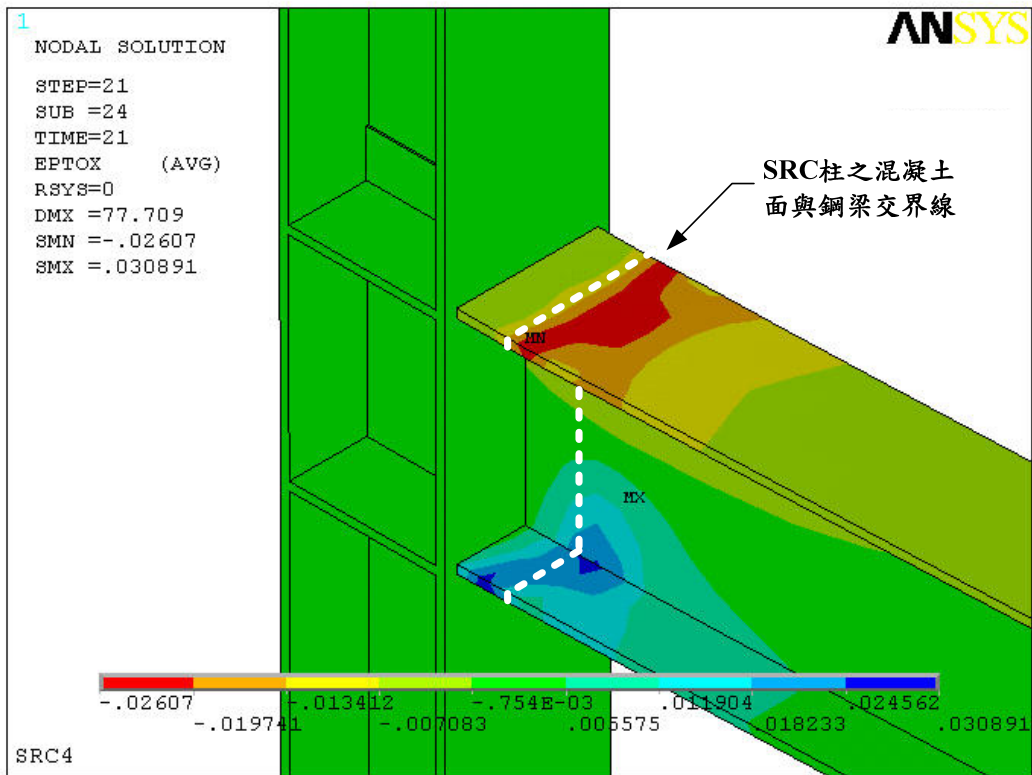 1
ANSYS
NODAL SOLUTION
STEP=21
SUB =24
TIME=21
EPTOX (AVG)
RSYS=0
DMX =77.709
SMN =-.02607
SMX =.030891
SRC柱之混凝土
面與鋼梁交界線
MN
MX
-.02607 -.013412 -.754E-03 .011904 .024562
-.019741 -.007083 .005575 .018233 .030891
SRC4